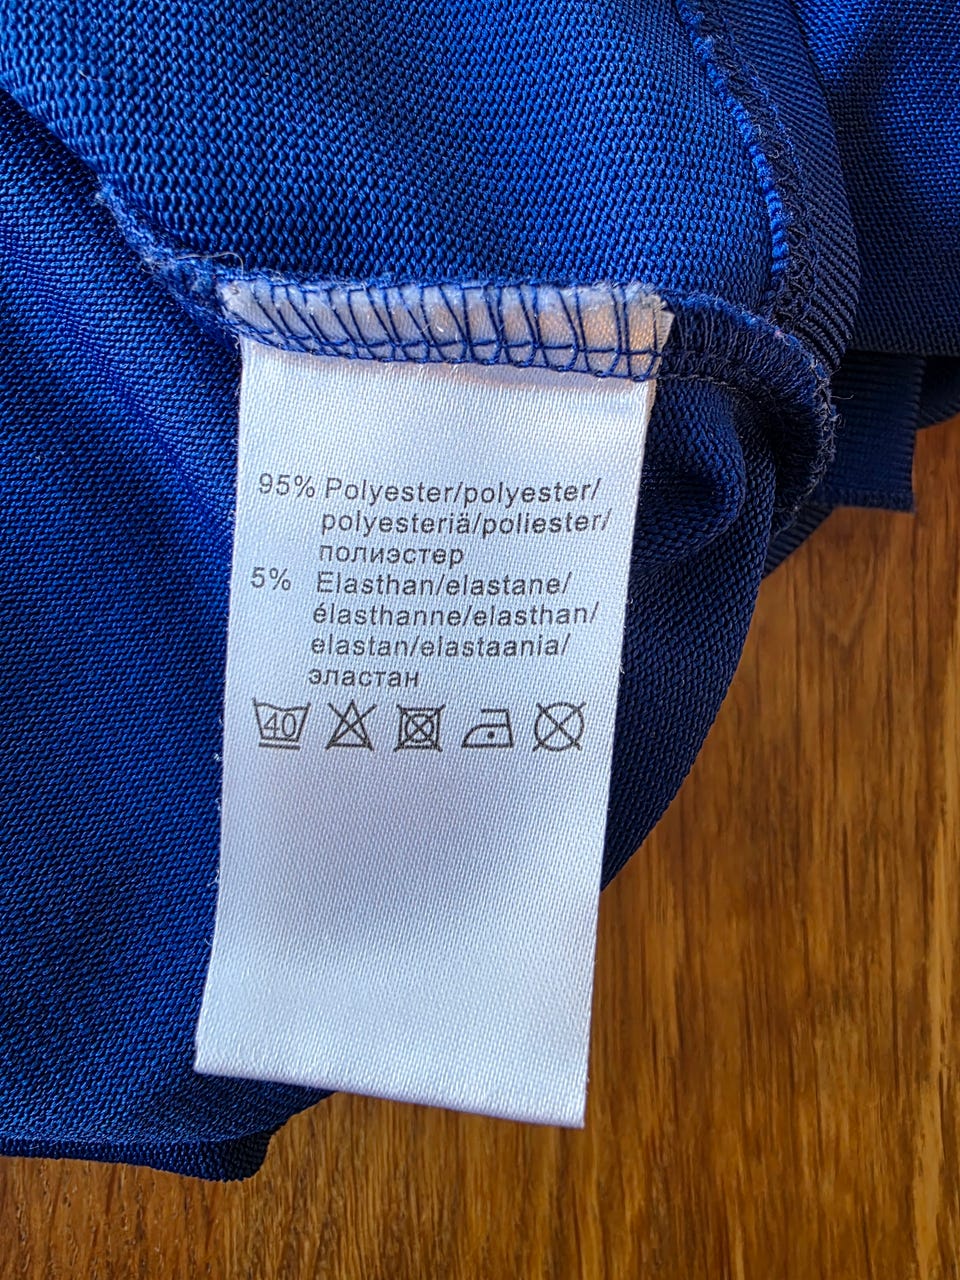 95% Polyester/polyester/
polyesteriä/poliester/
полиэстер
5% Elasthan/elastane/
élasthanne/elasthan/
elastan/elastaania/
эластан
40